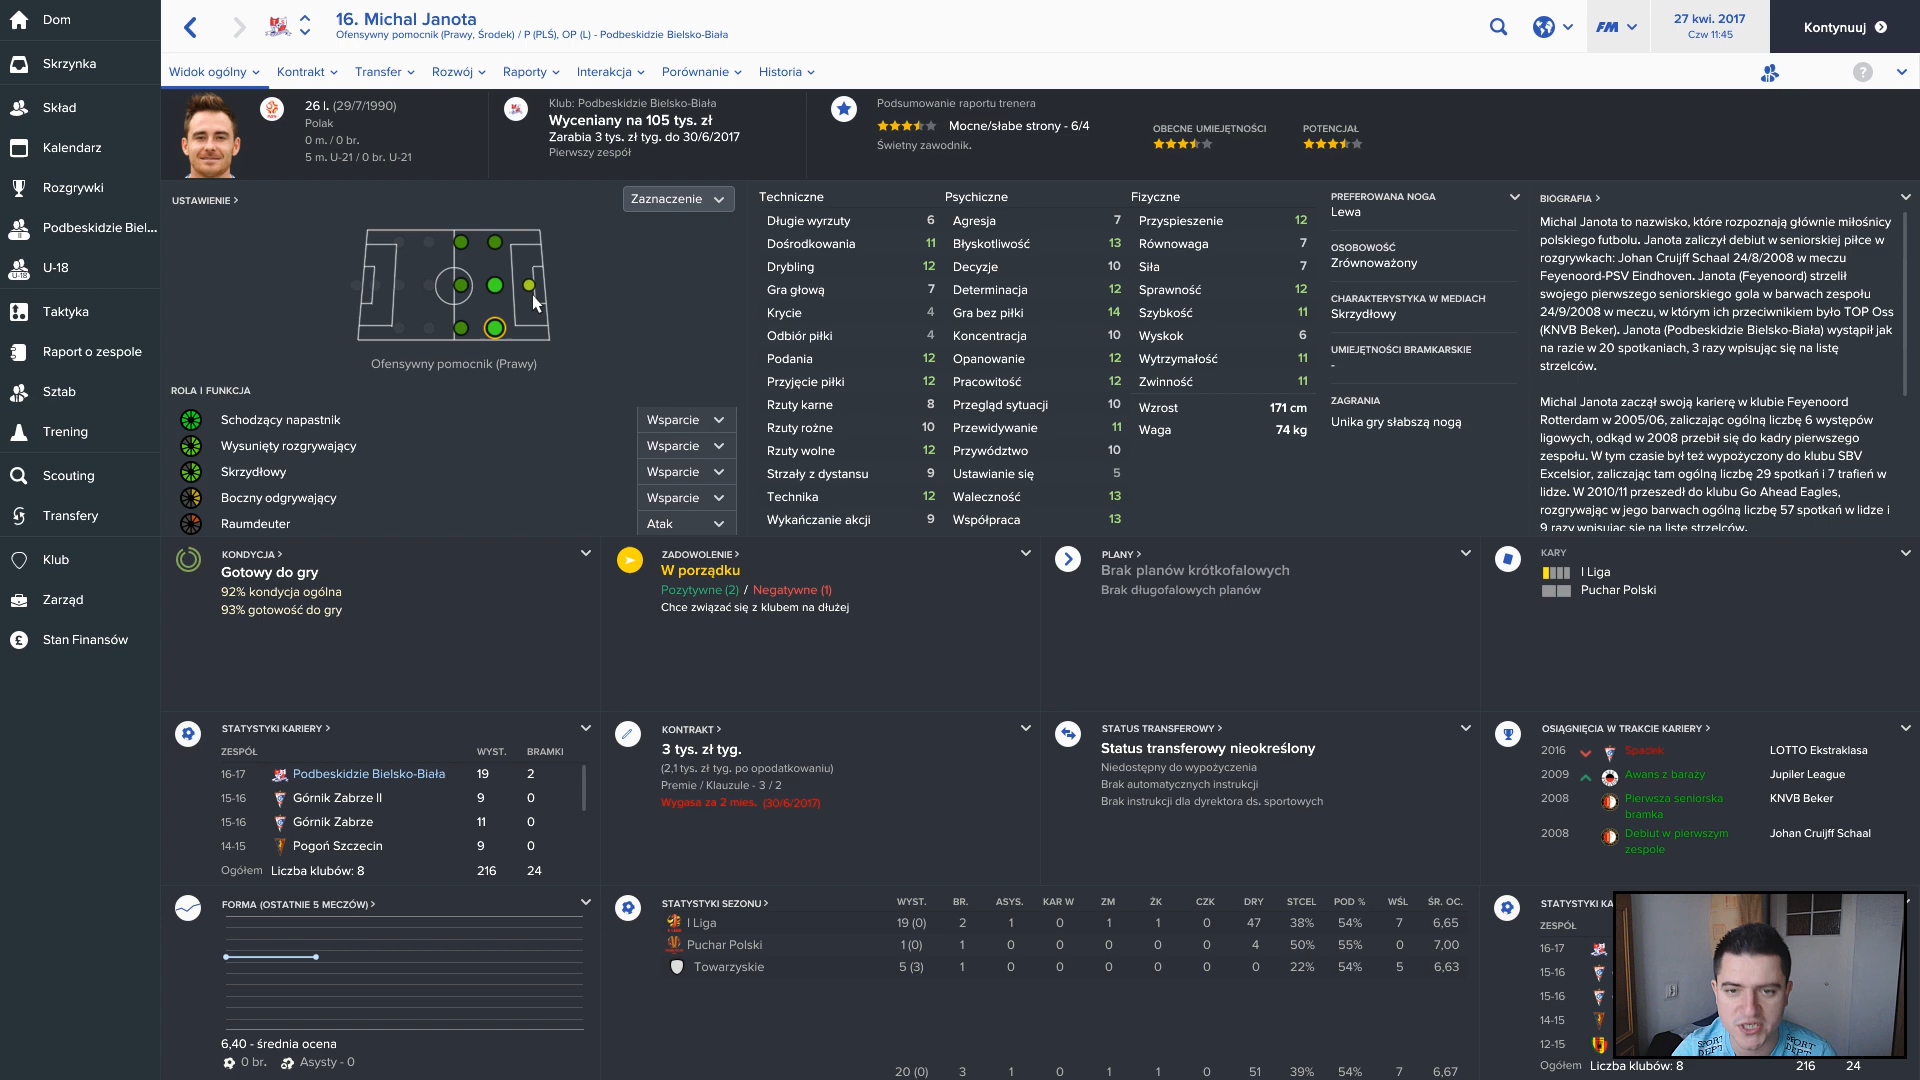 Dom
Skrzynka
Skład
Kalendarz
Rozgrywki
Podbeskidzie Biel...
U-18
Taktyka
Raport o zespole
Sztab
Trening
Scouting
Transfery
Klub
Zarząd
Stan Finansów
16. Michal Janota
Ofensywny pomocnik (Prawy, Środek) / P (PLŚ), OP (L) - Podbeskidzie Bielsko-Biała
FM
27 kwi. 2017
Czw 11:45
Kontynuuj
Widok ogólny
Kontrakt
Transfer
Rozwój
Raporty
Interakcja
Porównanie
Historia
?
26 l. (29/7/1990)
Polak
0 m. / 0 br.
5 m. U-21 / 0 br. U-21
Klub: Podbeskidzie Bielsko-Biała
Wyceniany na 105 tys. zł
Zarabia 3 tys. zł tyg. do 30/6/2017
Pierwszy zespół
Podsumowanie raportu trenera
Mocne/słabe strony - 6/4
Świetny zawodnik.
OBECNE UMIEJĘTNOŚCI
POTENCJAŁ
USTAWIENIE >
Zaznaczenie
Ofensywny pomocnik (Prawy)
ROLA I FUNKCJA
Schodzący napastnik Wsparcie
Wysunięty rozgrywający Wsparcie
Skrzydłowy Wsparcie
Boczny odgrywający Wsparcie
Raumdeuter Atak
Techniczne
Długie wyrzuty 6
Dośrodkowania 11
Drybling 12
Gra głową 7
Krycie 4
Odbiór piłki 4
Podania 12
Przyjęcie piłki 12
Rzuty karne 8
Rzuty rożne 10
Rzuty wolne 12
Strzały z dystansu 9
Technika 12
Wykańczanie akcji 9
Psychiczne
Agresja 7
Błyskotliwość 13
Decyzje 10
Determinacja 12
Gra bez piłki 14
Koncentracja 10
Opanowanie 12
Pracowitość 12
Przegląd sytuacji 10
Przewidywanie 11
Przywództwo 10
Ustawianie się 5
Waleczność 13
Współpraca 13
Fizyczne
Przyspieszenie 12
Równowaga 7
Siła 7
Sprawność 12
Szybkość 11
Wyskok 6
Wytrzymałość 11
Zwinność 11
Wzrost 171 cm
Waga 74 kg
PREFEROWANA NOGA
Lewa
OSOBOWOŚĆ
Zrównoważony
CHARAKTERYSTYKA W MEDIACH
Skrzydłowy
UMIEJĘTNOŚCI BRAMKARSKIE
-
ZAGRANIA
Unika gry słabszą nogą
BIOGRAFIA >
Michal Janota to nazwisko, które rozpoznają głównie miłośnicy
polskiego futbolu. Janota zaliczył debiut w seniorskiej piłce w
rozgrywkach: Johan Cruijff Schaal 24/8/2008 w meczu
Feyenoord-PSV Eindhoven. Janota (Feyenoord) strzelił
swojego pierwszego seniorskiego gola w barwach zespołu
24/9/2008 w meczu, w którym ich przeciwnikiem było TOP Oss
(KNVB Beker). Janota (Podbeskidzie Bielsko-Biała) wystąpił jak
na razie w 20 spotkaniach, 3 razy wpisując się na listę
strzelców.
Michal Janota zaczął swoją karierę w klubie Feyenoord
Rotterdam w 2005/06, zaliczając ogólną liczbę 6 występów
ligowych, odkąd w 2008 przebił się do kadry pierwszego
zespołu. W tym czasie był też wypożyczony do klubu SBV
Excelsior, zaliczając tam ogólną liczbę 29 spotkań i 7 trafień w
lidze. W 2010/11 przeszedł do klubu Go Ahead Eagles,
rozgrywając w jego barwach ogólną liczbę 57 spotkań w lidze i
9 razy wpisując się na listę strzelców.
KONDYCJA >
Gotowy do gry
92% kondycja ogólna
93% gotowość do gry
ZADOWOLENIE >
W porządku
Pozytywne (2) / Negatywne (1)
Chce związać się z klubem na dłużej
PLANY >
Brak planów krótkofalowych
Brak długofalowych planów
KARY
I Liga
Puchar Polski
STATYSTYKI KARIERY >
ZESPÓŁ WYST. BRAMKI
16-17 Podbeskidzie Bielsko-Biała 19 2
15-16 Górnik Zabrze II 9 0
15-16 Górnik Zabrze 11 0
14-15 Pogoń Szczecin 9 0
Ogółem Liczba klubów: 8 216 24
KONTRAKT >
3 tys. zł tyg.
(2,1 tys. zł tyg. po opodatkowaniu)
Premie / Klauzule - 3 / 2
Wygasa za 2 mies. (30/6/2017)
STATUS TRANSFEROWY >
Status transferowy nieokreślony
Niedostępny do wypożyczenia
Brak automatycznych instrukcji
Brak instrukcji dla dyrektora ds. sportowych
OSIĄGNIĘCIA W TRAKCIE KARIERY >
2016 Spadek LOTTO Ekstraklasa
2009 Awans z baraży Jupiler League
2008 Pierwsza seniorska bramka KNVB Beker
2008 Debiut w pierwszym zespole Johan Cruijff Schaal
FORMA (OSTATNIE 5 MECZÓW) >
6,40 - średnia ocena
0 br. Asysty - 0
STATYSTYKI SEZONU >
WYST. BR. ASYS. KAR W ZM ŻK CZK DRY STCEL POD % WŚL ŚR. OC.
I Liga 19 (0) 2 1 0 1 1 0 47 38% 54% 7 6,65
Puchar Polski 1 (0) 1 0 0 0 0 0 4 50% 55% 0 7,00
Towarzyskie 5 (3) 1 0 0 0 0 0 0 22% 54% 5 6,63
20 (0) 3 1 0 1 1 0 51 39% 54% 7 6,67
STATYSTYKI KA
ZESPÓŁ
16-17
15-16
15-16
14-15
12-15
Ogółem Liczba klubów: 8 216 24
SPORT
DEPT
SPORT
DEPT